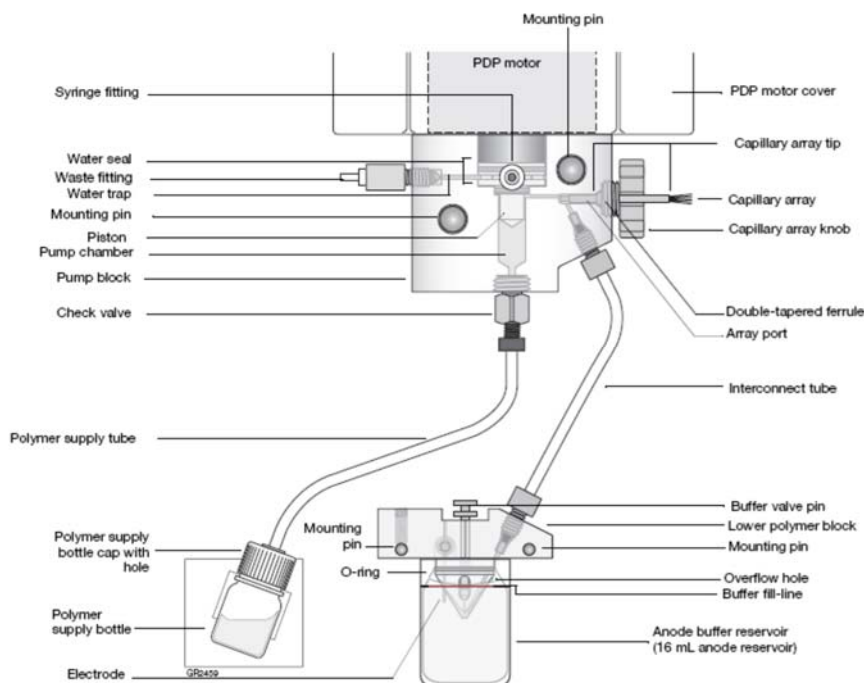 Mounting pin
PDP motor
Syringe fitting
PDP motor cover
Water seal
Capillary array tip
Waste fitting
Water trap
Capillary array
Mounting pin
Capillary array knob
Piston
Pump chamber
Pump block
Double-tapered ferrule
Check valve
Array port
Interconnect tube
Polymer supply tube
Buffer valve pin
Lower polymer block
Polymer supply
bottle cap with
hole
Mounting
pin
Mounting pin
O-ring
Overflow hole
Buffer fill-line
Polymer
supply bottle
Anode buffer reservoir
(16 mL anode reservoir)
Electrode
GR2459